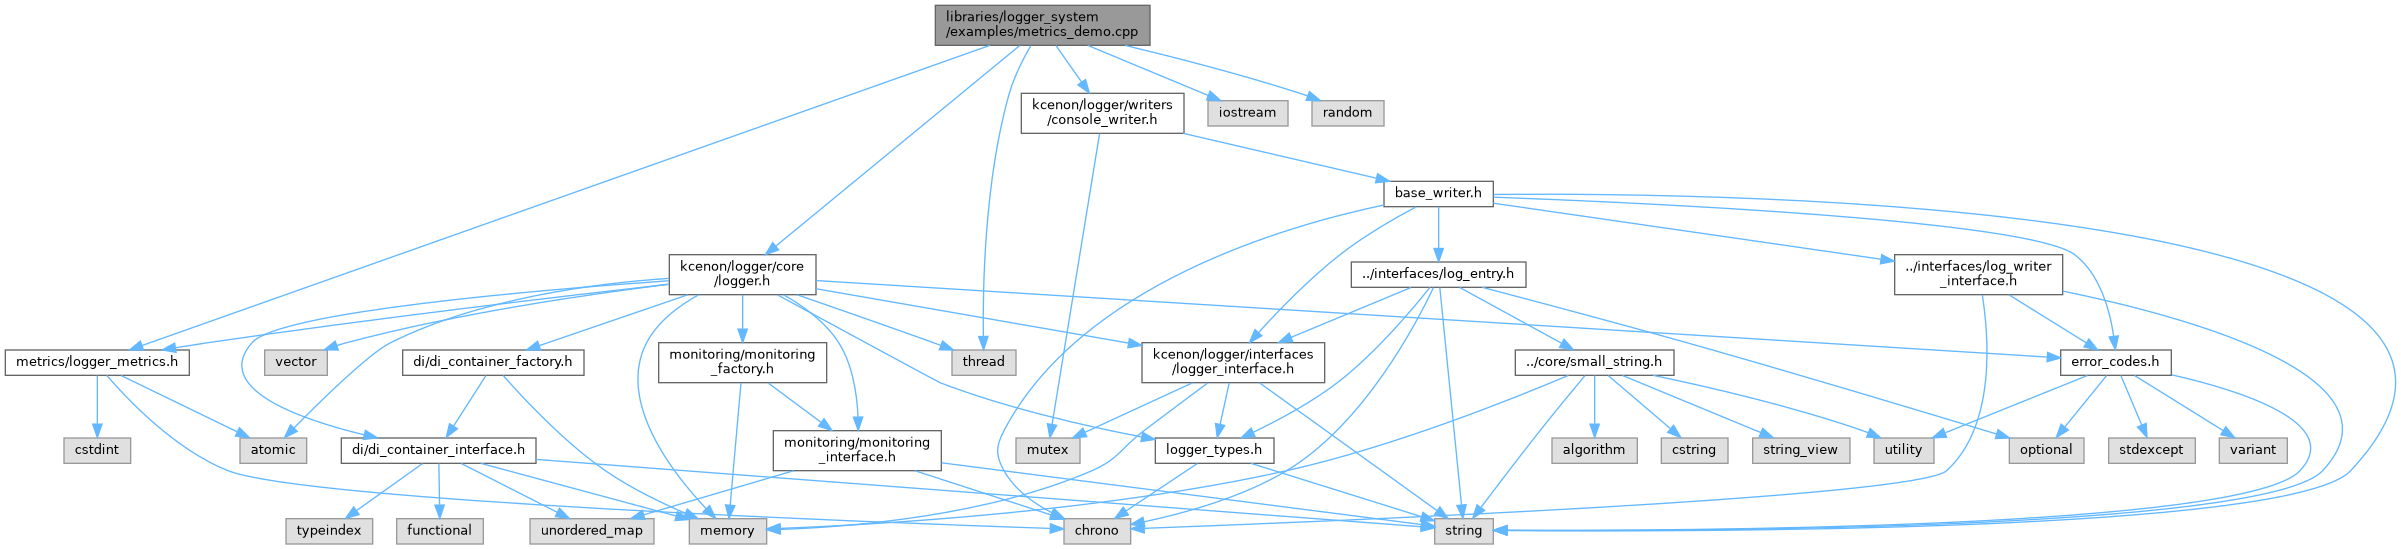 libraries/logger_system
/examples/metrics_demo.cpp
kcenon/logger/writers
/console_writer.h
iostream
random
base_writer.h
kcenon/logger/core
/logger.h
../interfaces/log_entry.h
../interfaces/log_writer
_interface.h
metrics/logger_metrics.h
vector
di/di_container_factory.h
monitoring/monitoring
_factory.h
thread
kcenon/logger/interfaces
/logger_interface.h
../core/small_string.h
error_codes.h
cstdint
atomic
di/di_container_interface.h
monitoring/monitoring
_interface.h
mutex
logger_types.h
algorithm
cstring
string_view
utility
optional
stdexcept
variant
typeindex
functional
unordered_map
memory
chrono
string